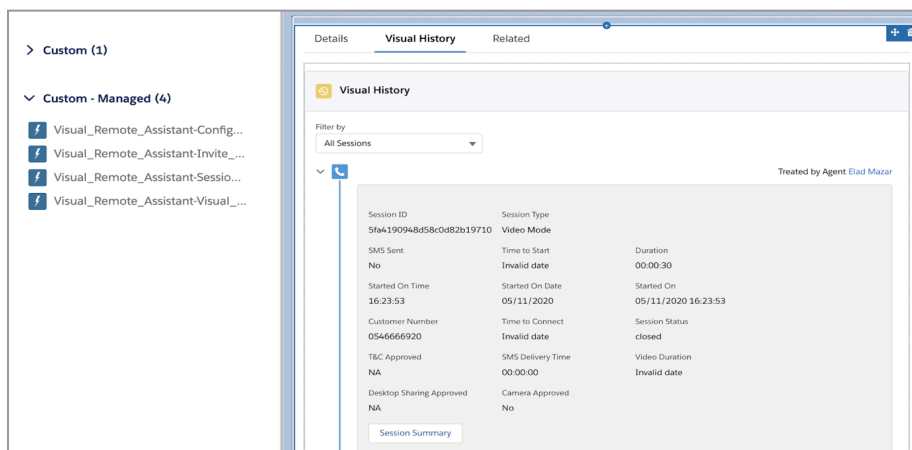 Custom (1)
Custom - Managed (4)
Visual_Remote_Assistant-Config...
Visual_Remote_Assistant-Invite_...
Visual_Remote_Assistant-Sessio...
Visual_Remote_Assistant-Visual_...
Details Visual History Related
Visual History
Filter by
All Sessions
Treated by Agent Elad Mazar
Session ID Session Type
5fa4190948d58c0d82b19710 Video Mode
SMS Sent Time to Start Duration
No Invalid date 00:00:30
Started On Time Started On Date Started On
16:23:53 05/11/2020 05/11/2020 16:23:53
Customer Number Time to Connect Session Status
0546666920 Invalid date closed
T&C Approved SMS Delivery Time Video Duration
NA 00:00:00 Invalid date
Desktop Sharing Approved Camera Approved
NA No
Session Summary